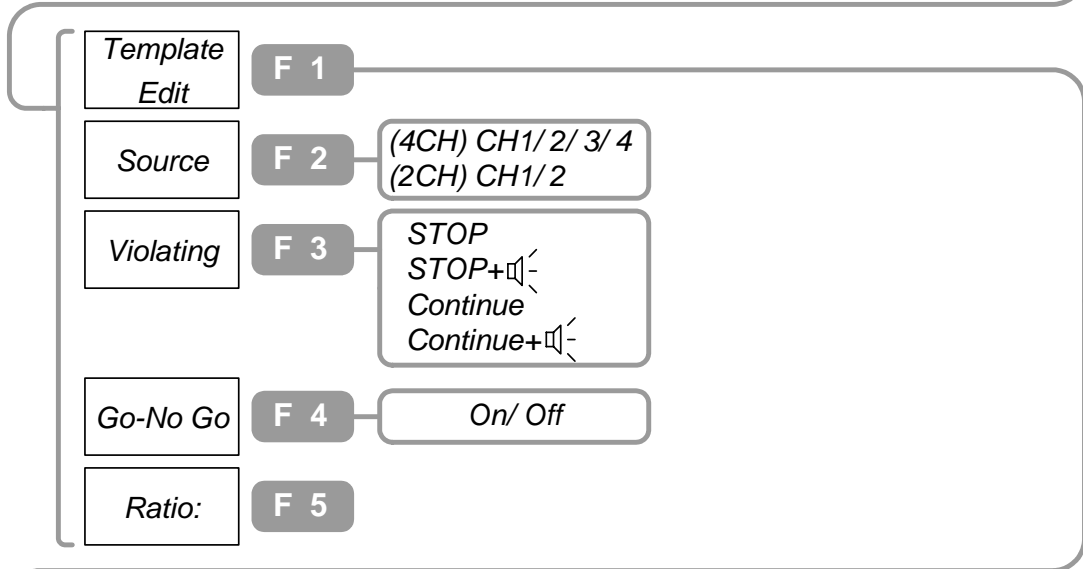 Template
Edit
F 1
Source
F 2
(4CH) CH1/ 2/ 3/ 4
(2CH) CH1/ 2
Violating
F 3
STOP
STOP+
Continue
Continue+
Go-No Go
F 4
On/ Off
Ratio:
F 5